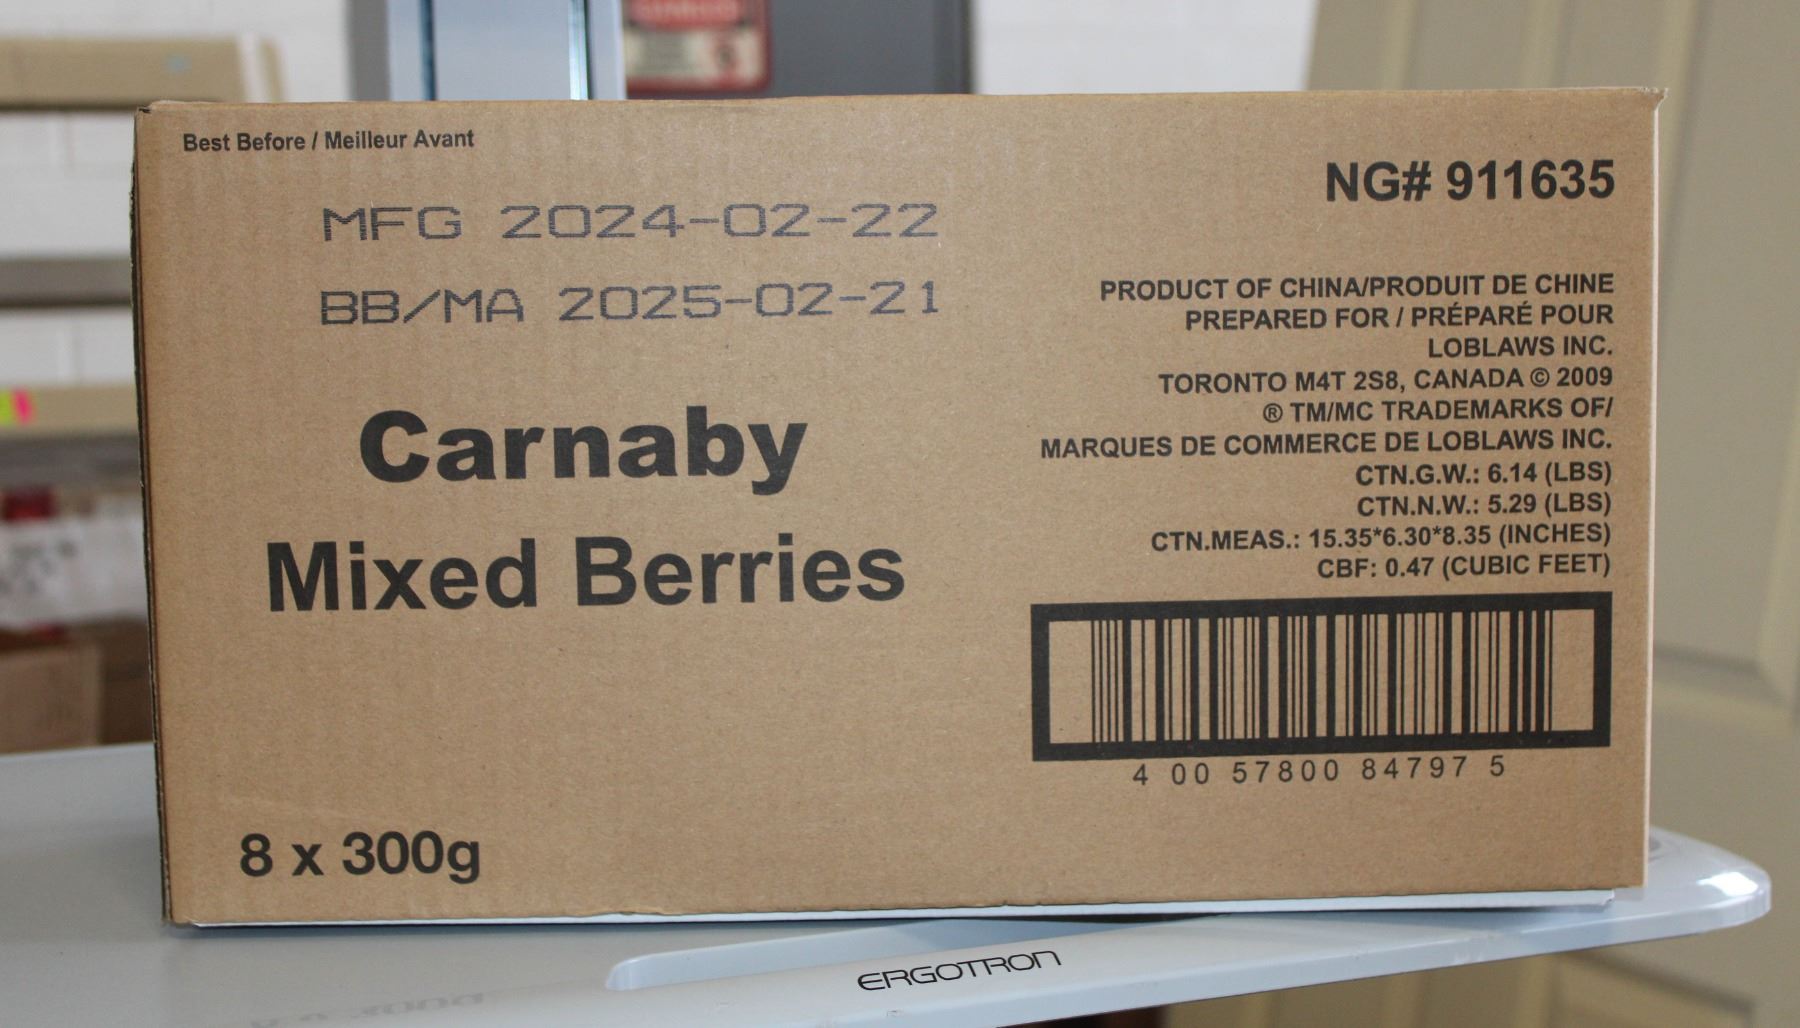 Best Before / Meilleur Avant
MFG 2024-02-22
BB/MA 2025-02-21
Carnaby
Mixed Berries
8 x 300g
NG# 911635
PRODUCT OF CHINA/PRODUIT DE CHINE
PREPARED FOR / PRÉPARÉ POUR
LOBLAWS INC.
TORONTO M4T 2S8, CANADA © 2009
® TM/MC TRADEMARKS OF/
MARQUES DE COMMERCE DE LOBLAWS INC.
CTN.G.W.: 6.14 (LBS)
CTN.N.W.: 5.29 (LBS)
CTN.MEAS.: 15.35*6.30*8.35 (INCHES)
CBF: 0.47 (CUBIC FEET)
4 00 57800 84797 5
ERGOTRON